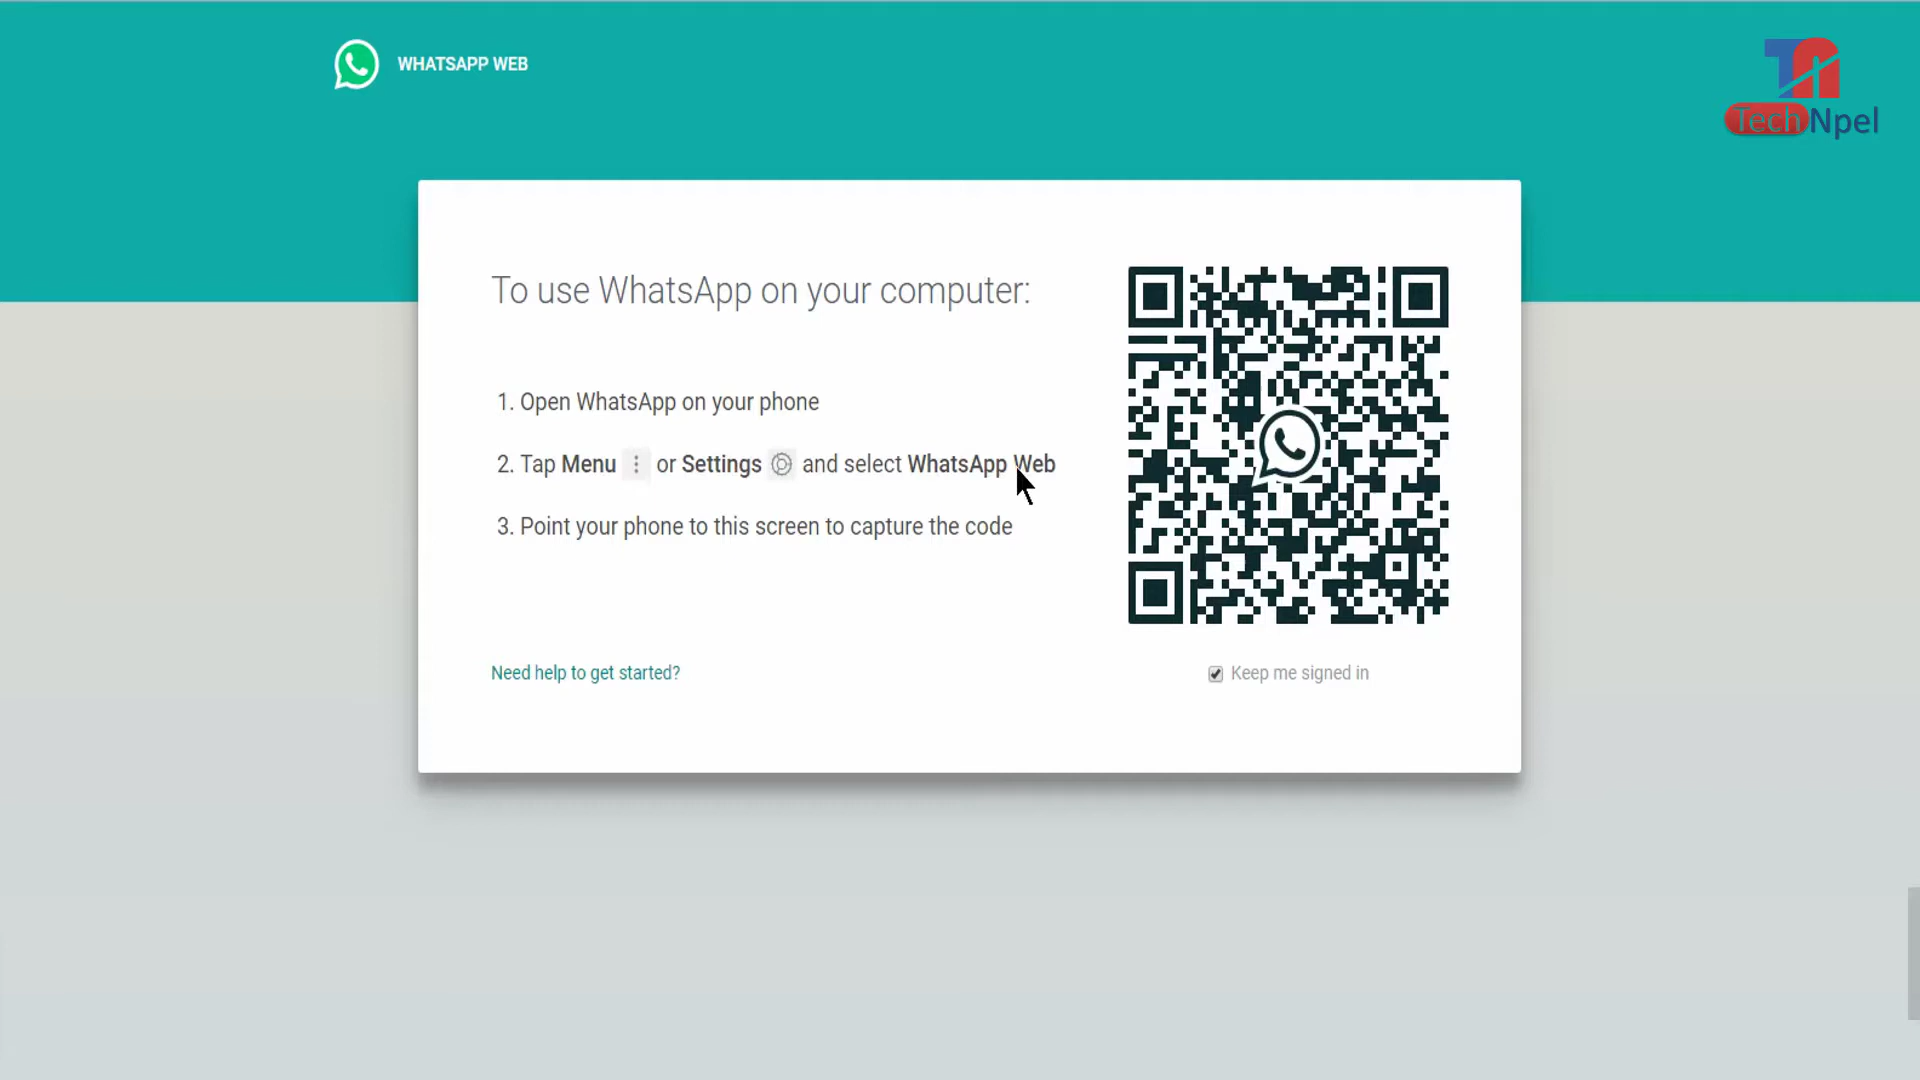 WHATSAPP WEB
TechNpel
To use WhatsApp on your computer:
1. Open WhatsApp on your phone
2. Tap Menu or Settings and select WhatsApp Web
3. Point your phone to this screen to capture the code
Need help to get started?
Keep me signed in